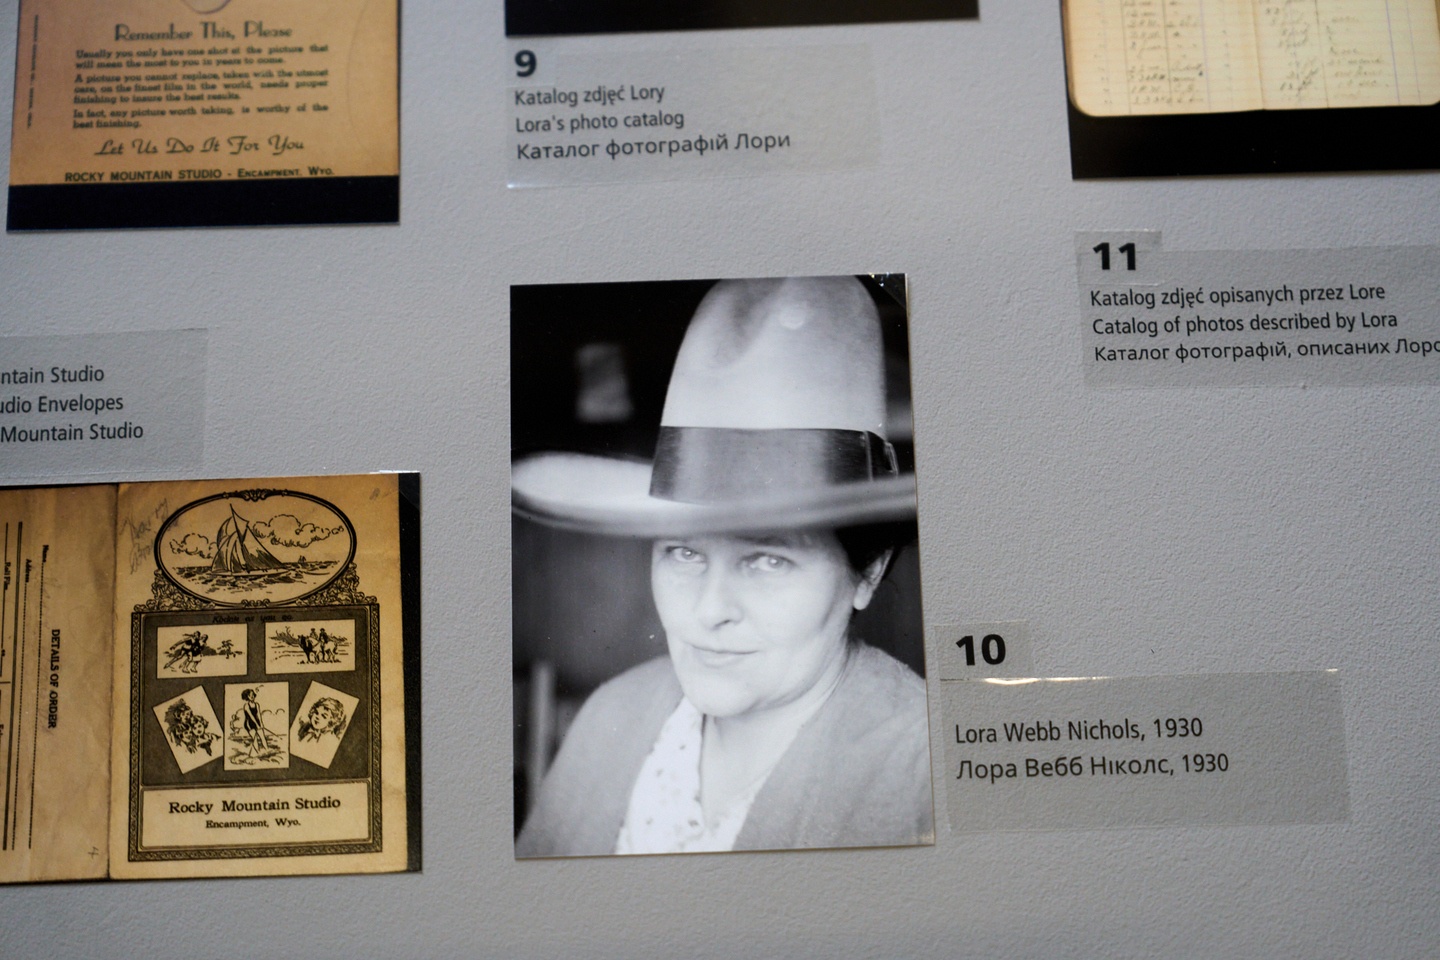 Remember This, Please
Usually you only have one shot at the picture that
will mean the most to you in years to come.
A picture you cannot replace, taken with the utmost
care, on the finest film in the world, needs proper
finishing to insure the best results.
In fact, any picture worth taking, is worthy of the
best finishing.
Let Us Do It For You
ROCKY MOUNTAIN STUDIO - ENCAMPMENT, WYO.
9
Katalog zdjęć Lory
Lora's photo catalog
Каталог фотографій Лори
11
Katalog zdjęć opisanych przez Lore
Catalog of photos described by Lora
Каталог фотографій, описаних Лоро
ntain Studio
udio Envelopes
Mountain Studio
DETAILS OF ORDER
Name
Address
Rocky Mountain Studio
Encampment, Wyo.
10
Lora Webb Nichols, 1930
Лора Вебб Ніколс, 1930